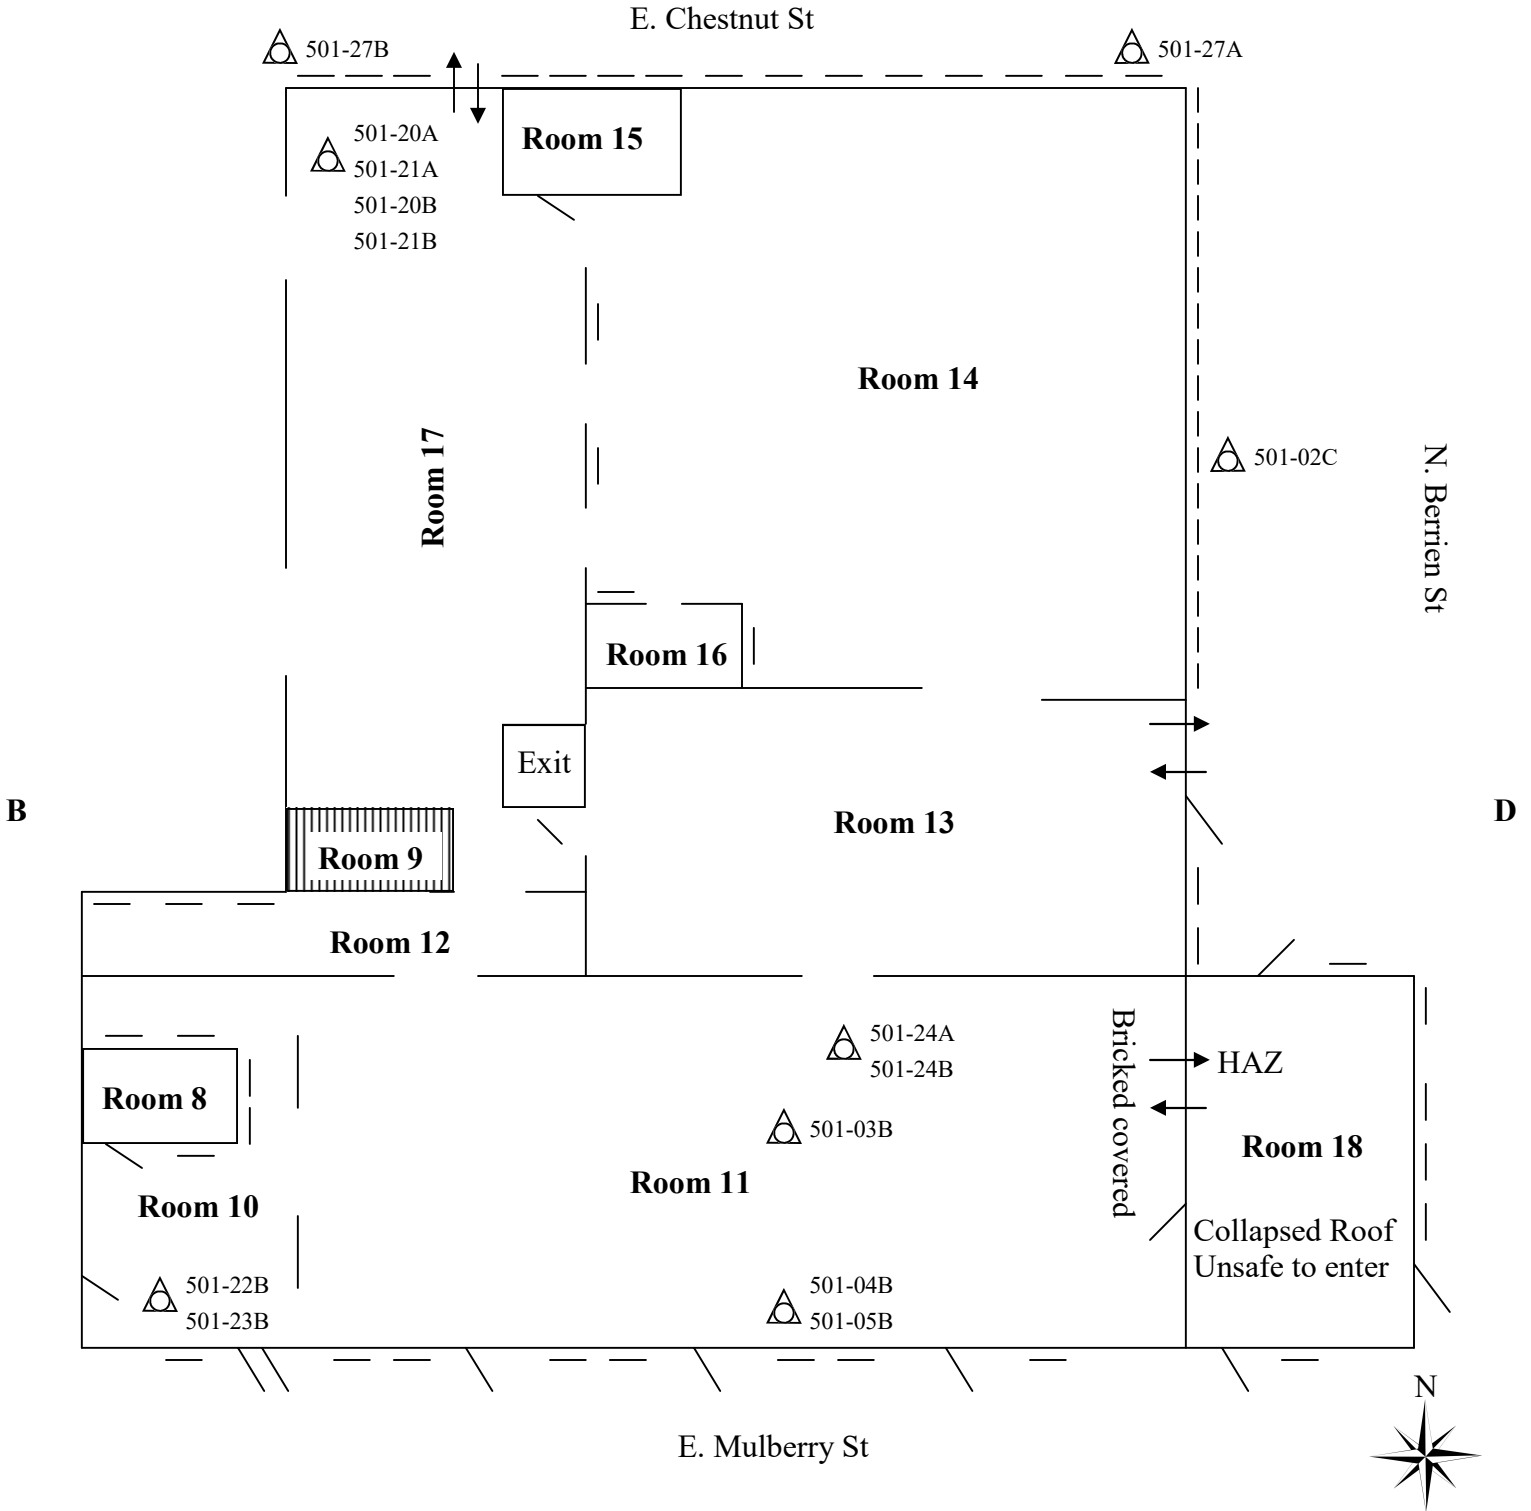 E. Chestnut St
501-27B
501-27A
501-20A
501-21A
501-20B
501-21B
Room 15
Room 14
Room 17
501-02C
N. Berrien St
Room 16
Exit
B
Room 13
D
Room 9
Room 12
501-24A
501-24B
Bricked covered
HAZ
Room 8
501-03B
Room 18
Room 11
Room 10
Collapsed Roof
Unsafe to enter
501-22B
501-23B
501-04B
501-05B
N
E. Mulberry St